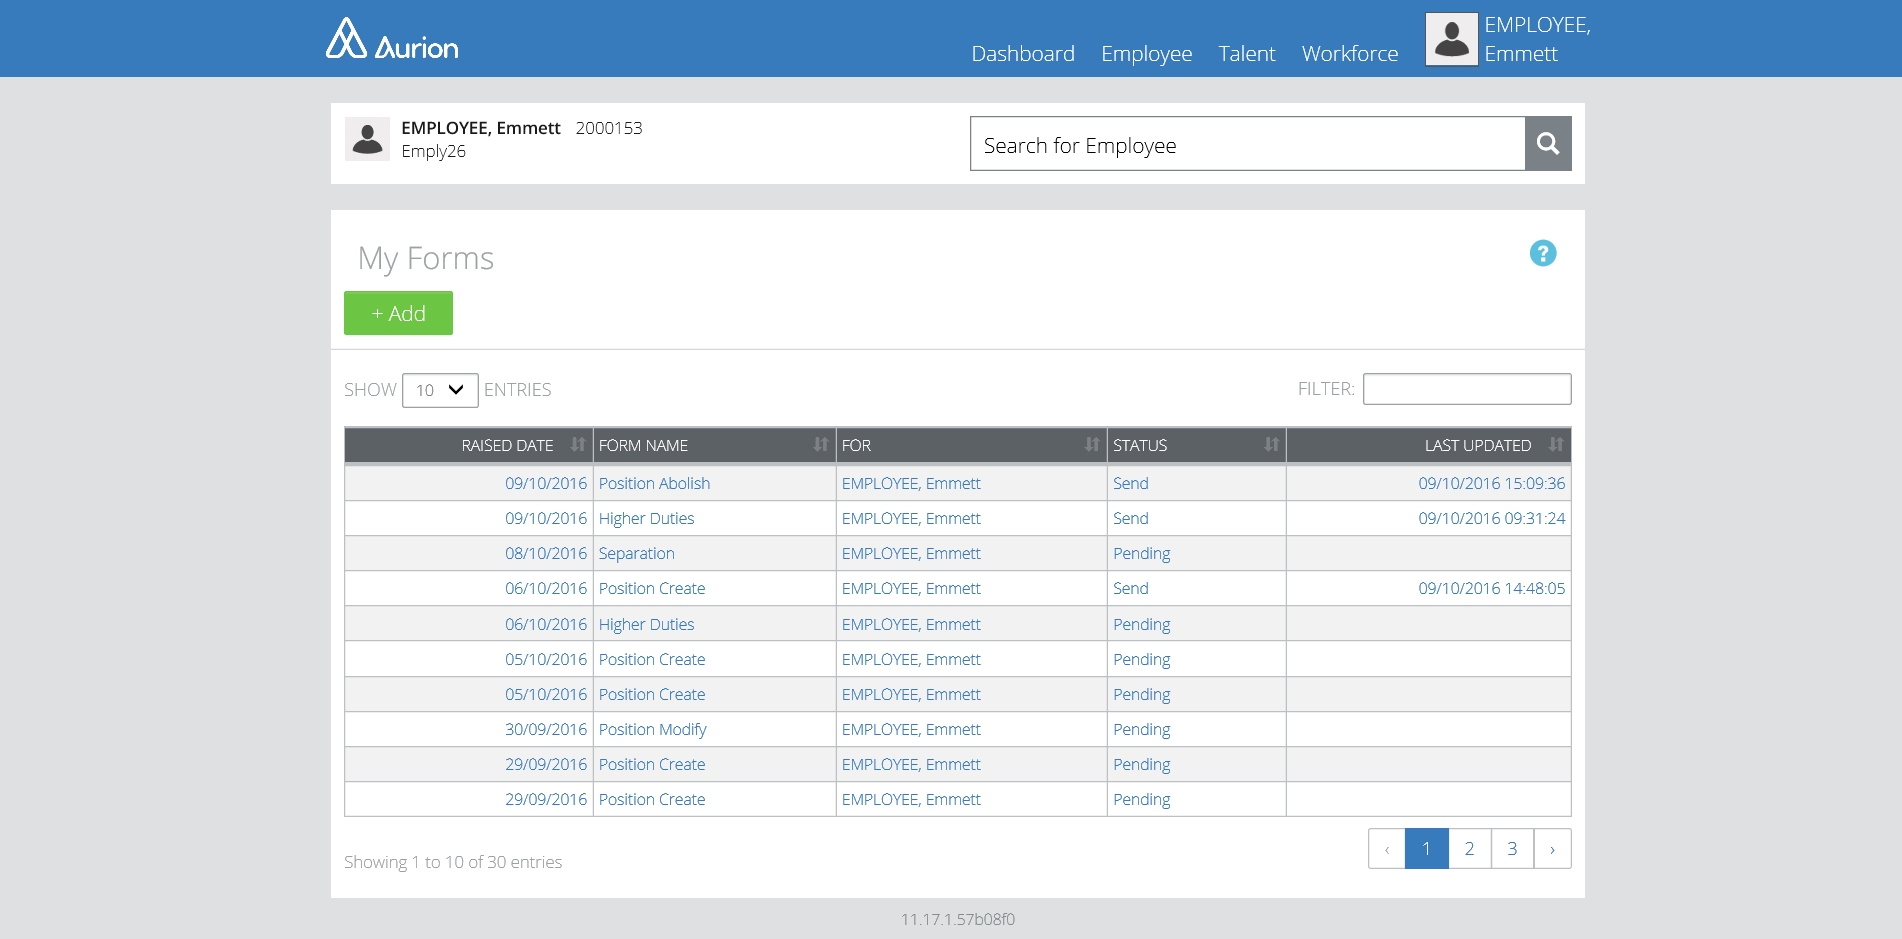 Aurion
Dashboard Employee Talent Workforce EMPLOYEE, Emmett
EMPLOYEE, Emmett 2000153
Emply26
Search for Employee
My Forms
?
+ Add
SHOW 10 ENTRIES FILTER:
RAISED DATE FORM NAME FOR STATUS LAST UPDATED
09/10/2016 Position Abolish EMPLOYEE, Emmett Send 09/10/2016 15:09:36
09/10/2016 Higher Duties EMPLOYEE, Emmett Send 09/10/2016 09:31:24
08/10/2016 Separation EMPLOYEE, Emmett Pending
06/10/2016 Position Create EMPLOYEE, Emmett Send 09/10/2016 14:48:05
06/10/2016 Higher Duties EMPLOYEE, Emmett Pending
05/10/2016 Position Create EMPLOYEE, Emmett Pending
05/10/2016 Position Create EMPLOYEE, Emmett Pending
30/09/2016 Position Modify EMPLOYEE, Emmett Pending
29/09/2016 Position Create EMPLOYEE, Emmett Pending
29/09/2016 Position Create EMPLOYEE, Emmett Pending
Showing 1 to 10 of 30 entries ‹ 1 2 3 ›
11.17.1.57b08f0